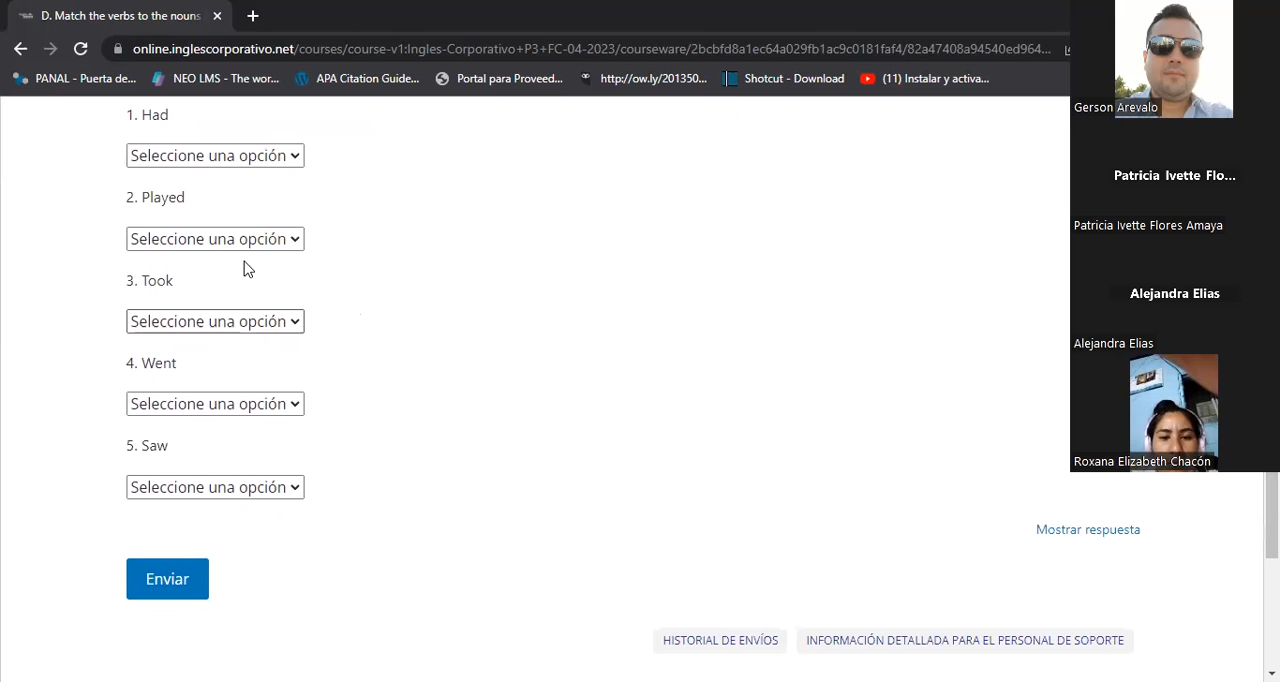 D. Match the verbs to the nouns
online.inglescorporativo.net/courses/course-v1:Ingles-Corporativo+P3+FC-04-2023/courseware/2bcbfd8a1ec64a029fb1ac9c0181faf4/82a47408a94540ed964...
PANAL - Puerta de... NEO LMS - The wor... APA Citation Guide... Portal para Proveed... http://ow.ly/201350... Shotcut - Download (11) Instalar y activa...
1. Had
Seleccione una opción
2. Played
Seleccione una opción
3. Took
Seleccione una opción
4. Went
Seleccione una opción
5. Saw
Seleccione una opción
Mostrar respuesta
Enviar
HISTORIAL DE ENVÍOS
INFORMACIÓN DETALLADA PARA EL PERSONAL DE SOPORTE
Gerson Arevalo
Patricia Ivette Flo...
Patricia Ivette Flores Amaya
Alejandra Elias
Alejandra Elias
Roxana Elizabeth Chacón